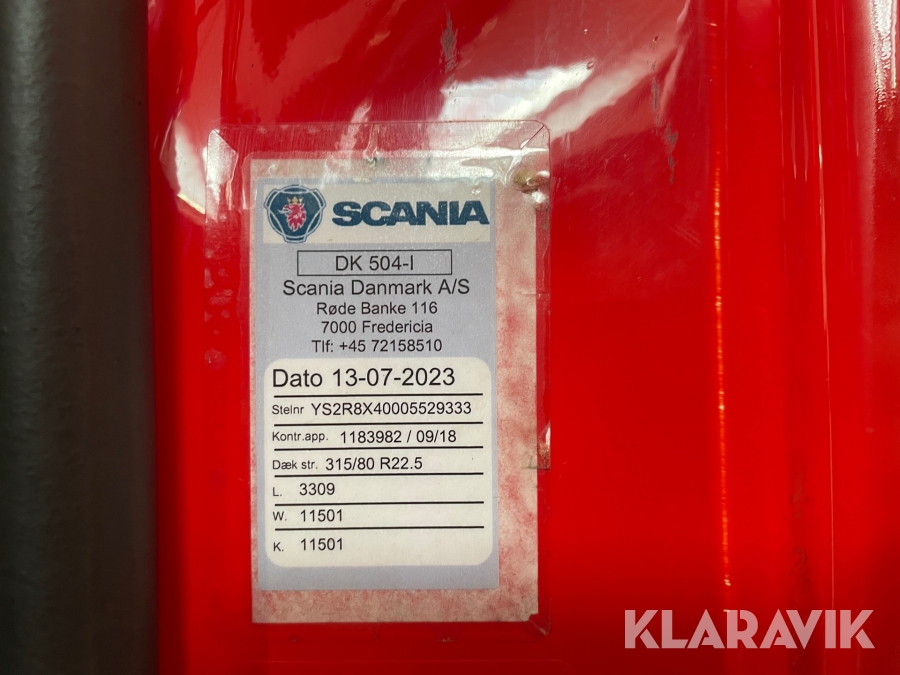 SCANIA
DK 504-I
Scania Danmark A/S
Røde Banke 116
7000 Fredericia
Tlf: +45 72158510
Dato 13-07-2023
Stelnr YS2R8X40005529333
Kontr.app. 1183982 / 09/18
Dæk str. 315/80 R22.5
L. 3309
W. 11501
K. 11501
KLARAVIK